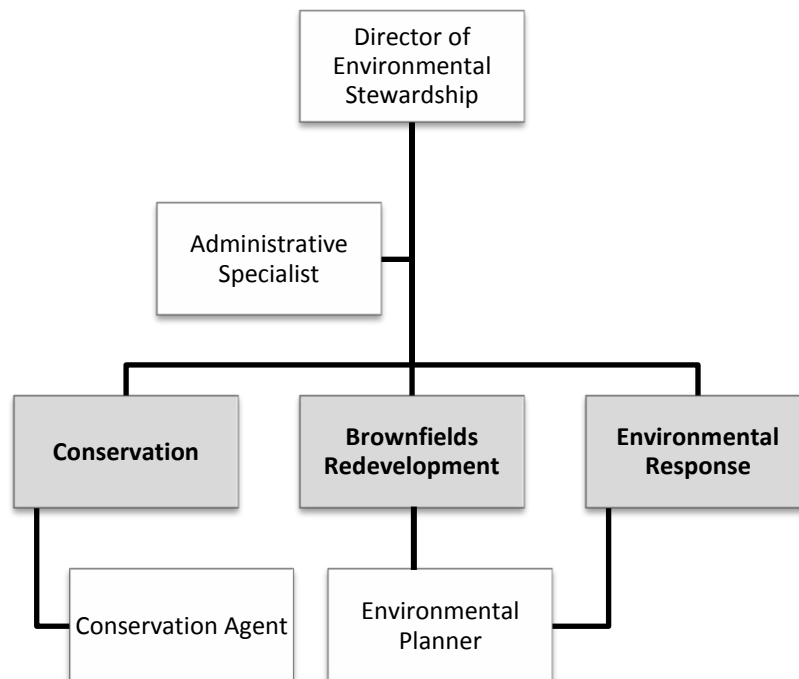 Director of
Environmental
Stewardship
Administrative
Specialist
Conservation
Brownfields
Redevelopment
Environmental
Response
Conservation Agent
Environmental
Planner